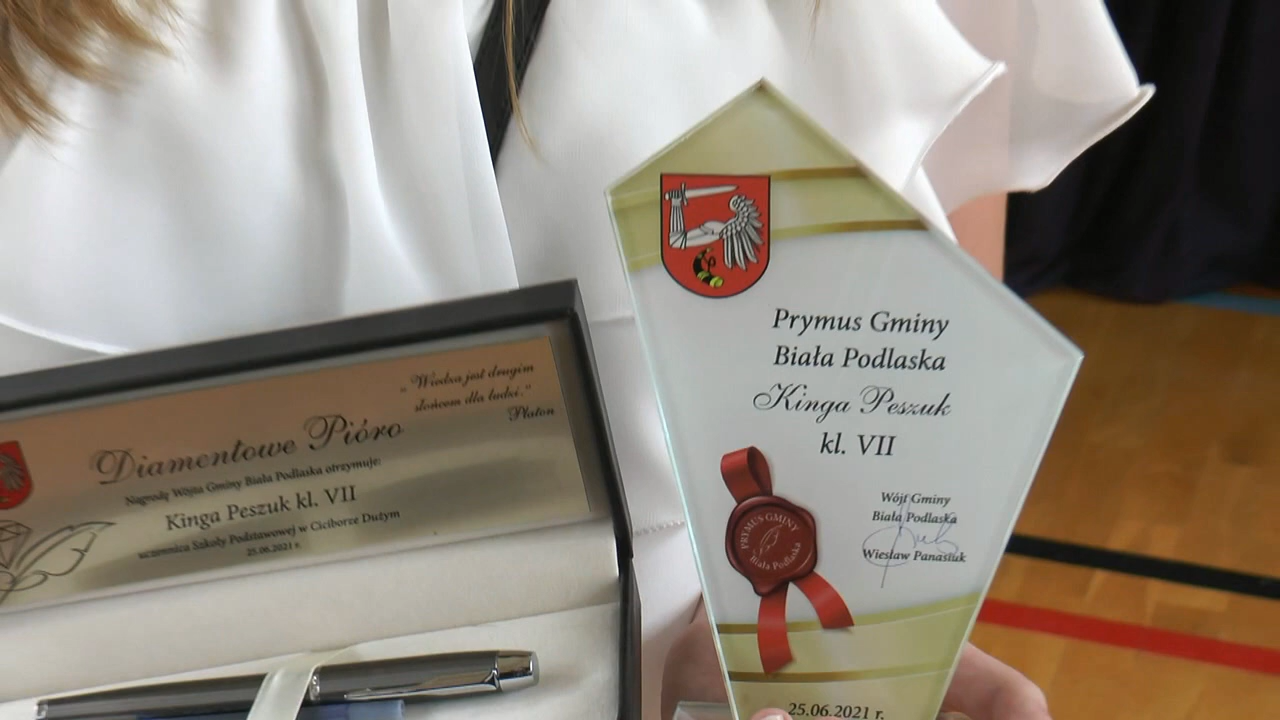 „Wiedza jest drugim
słońcem dla ludzi."
Platon
Diamentowe Pióro
Nagrodę Wójta Gminy Biała Podlaska otrzymuje:
Kinga Peszuk kl. VII
uczennica Szkoły Podstawowej w Ciciborze Dużym
25.06.2021 r.
Prymus Gminy
Biała Podlaska
Kinga Peszuk
kl. VII
Wójt Gminy
Biała Podlaska
Wiesław Panasiuk
PRYMUS GMINY
Biała Podlaska
25.06.2021 r.